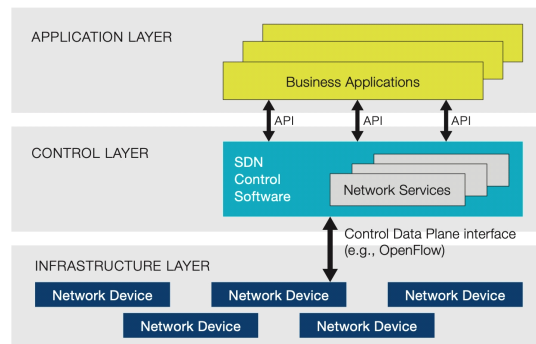 APPLICATION LAYER
Business Applications
API API API
CONTROL LAYER
SDN
Control
Software
Network Services
Control Data Plane interface
(e.g., OpenFlow)
INFRASTRUCTURE LAYER
Network Device Network Device Network Device
Network Device Network Device